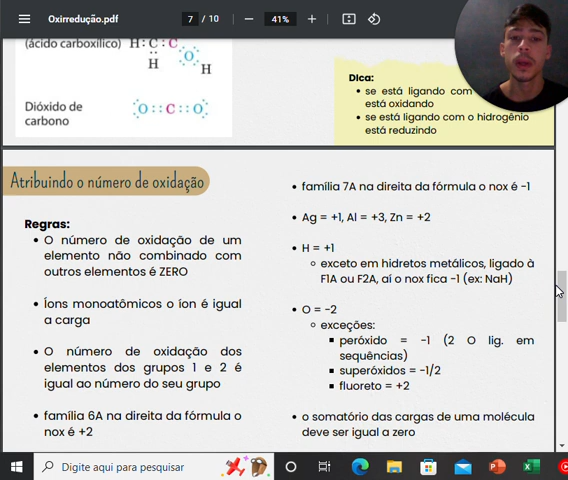 Oxirredução.pdf
7 / 10
41%
(ácido carboxílico)
H : C : C
O
H
H
Dióxido de
carbono
O : : C : : O
DIca:
se está ligando com
está oxidando
se está ligando com o hidrogênio
está reduzindo
Atribuindo o número de oxidação
Regras:
O número de oxidação de um
elemento não combinado com
outros elementos é ZERO
Íons monoatômicos o íon é igual
a carga
O número de oxidação dos
elementos dos grupos 1 e 2 é
igual ao número do seu grupo
família 6A na direita da fórmula o
nox é +2
família 7A na direita da fórmula o nox é -1
Ag = +1, Al = +3, Zn = +2
H = +1
exceto em hidretos metálicos, ligado à
F1A ou F2A, aí o nox fica -1 (ex: NaH)
O = -2
exceções:
peróxido = -1 (2 O lig. em
sequências)
superóxidos = -1/2
fluoreto = +2
o somatório das cargas de uma molécula
deve ser igual a zero
Digite aqui para pesquisar